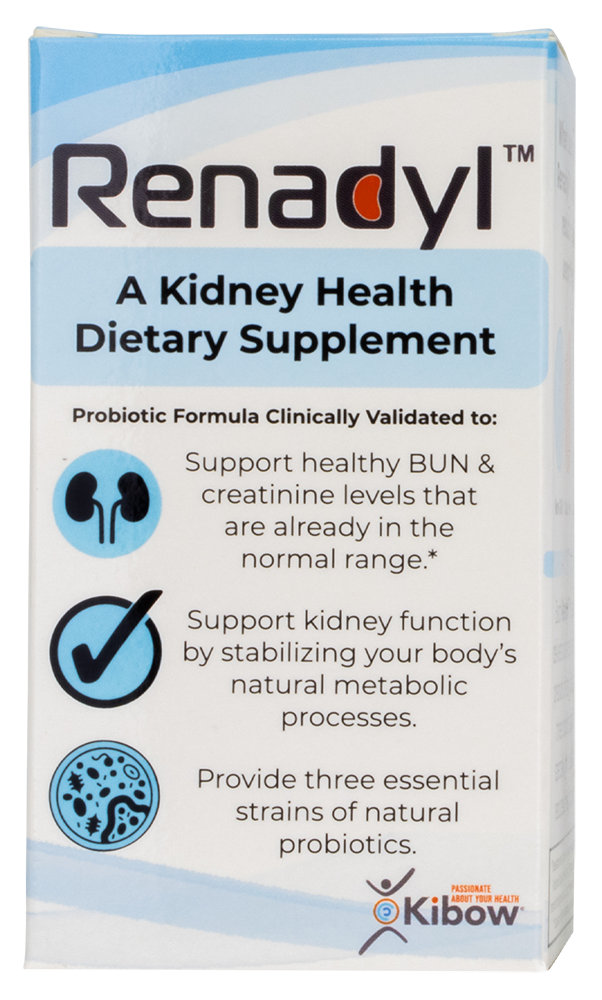 Renadyl™
A Kidney Health
Dietary Supplement
Probiotic Formula Clinically Validated to:
Support healthy BUN &
creatinine levels that
are already in the
normal range.*
Support kidney function
by stabilizing your body's
natural metabolic
processes.
Provide three essential
strains of natural
probiotics.
PASSIONATE
ABOUT YOUR HEALTH
Kibow®